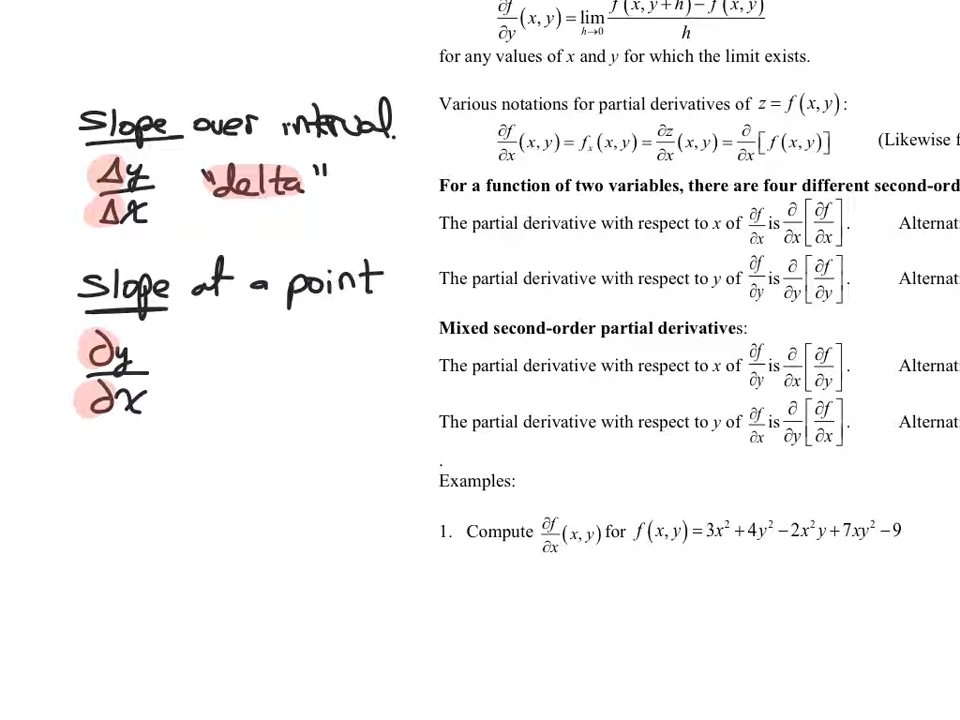 Slope over interval.
Δy/Δx "delta"
Slope at a point
∂y/∂x
∂f/∂y (x, y) = lim h→0 f(x, y+h) − f(x, y) / h
for any values of x and y for which the limit exists.
Various notations for partial derivatives of z = f(x, y):
∂f/∂x (x, y) = fₓ(x, y) = ∂z/∂x (x, y) = ∂/∂x [f(x, y)] (Likewise f
For a function of two variables, there are four different second-ord
The partial derivative with respect to x of ∂f/∂x is ∂/∂x [∂f/∂x]. Alternat
The partial derivative with respect to y of ∂f/∂y is ∂/∂y [∂f/∂y]. Alternat
Mixed second-order partial derivatives:
The partial derivative with respect to x of ∂f/∂y is ∂/∂x [∂f/∂y]. Alternat
The partial derivative with respect to y of ∂f/∂x is ∂/∂y [∂f/∂x]. Alternat
.
Examples:
1. Compute ∂f/∂x (x, y) for f(x, y) = 3x² + 4y² − 2x²y + 7xy² − 9